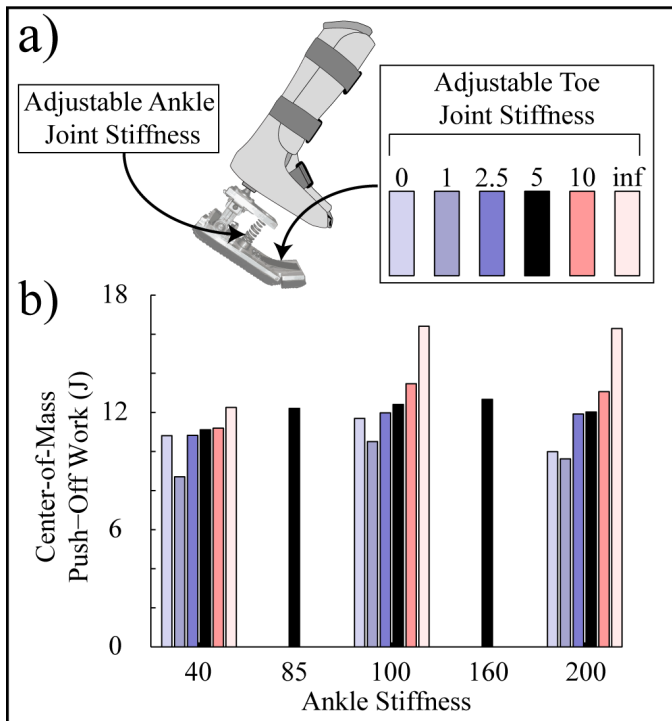 a)
Adjustable Ankle
Joint Stiffness
Adjustable Toe
Joint Stiffness
0 1 2.5 5 10 inf
b)
Center-of-Mass
Push−Off Work (J)
18
12
6
0
40 85 100 160 200
Ankle Stiffness